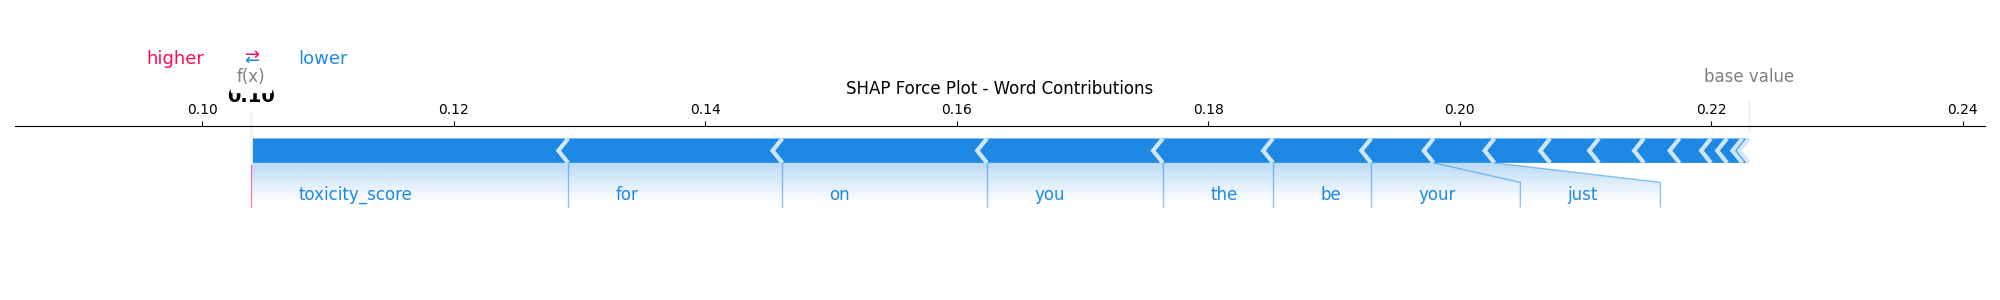 higher ⇄ lower
f(x) base value
SHAP Force Plot - Word Contributions
0.10
0.10 0.12 0.14 0.16 0.18 0.20 0.22 0.24
toxicity_score for on you the be your just